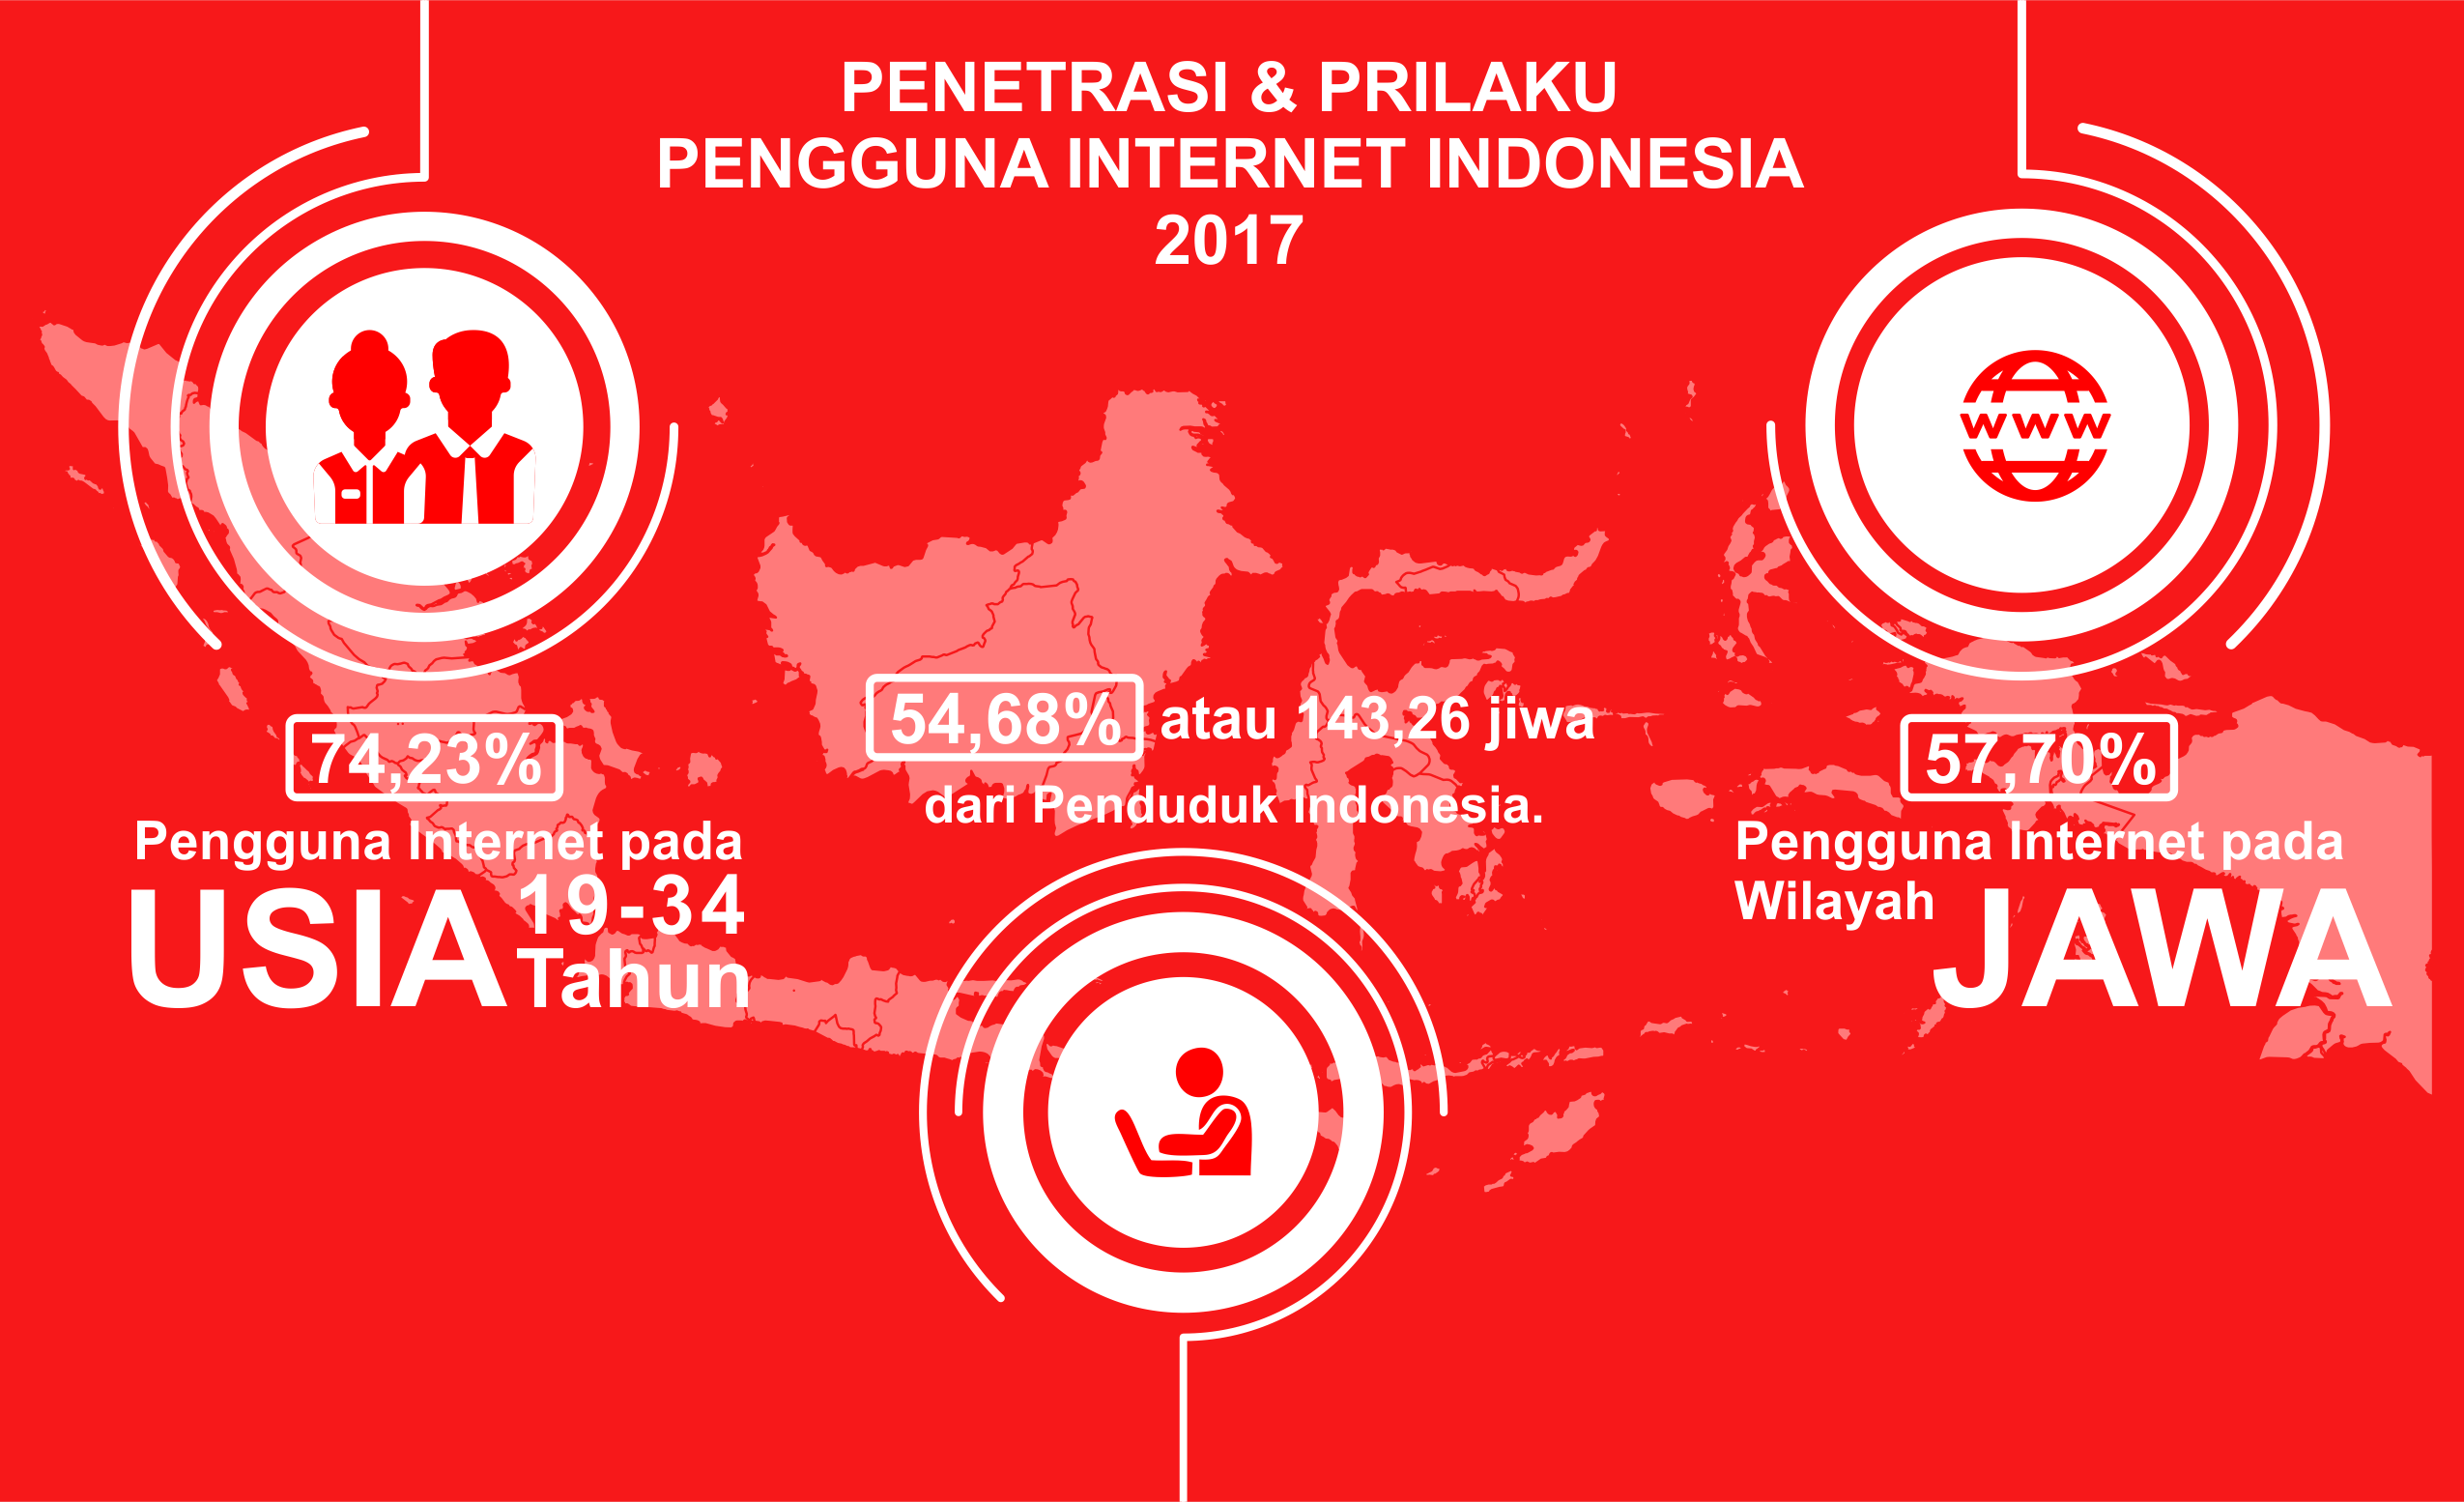 PENETRASI & PRILAKU
PENGGUNA INTERNET INDONESIA
2017
www
74,23%
Pengguna Internet pada
USIA 19-34
Tahun
54,68% atau 143,26 jiwa
dari Penduduk Indonesia.
57,70%
Pengguna Internet pada
Wilayah
JAWA